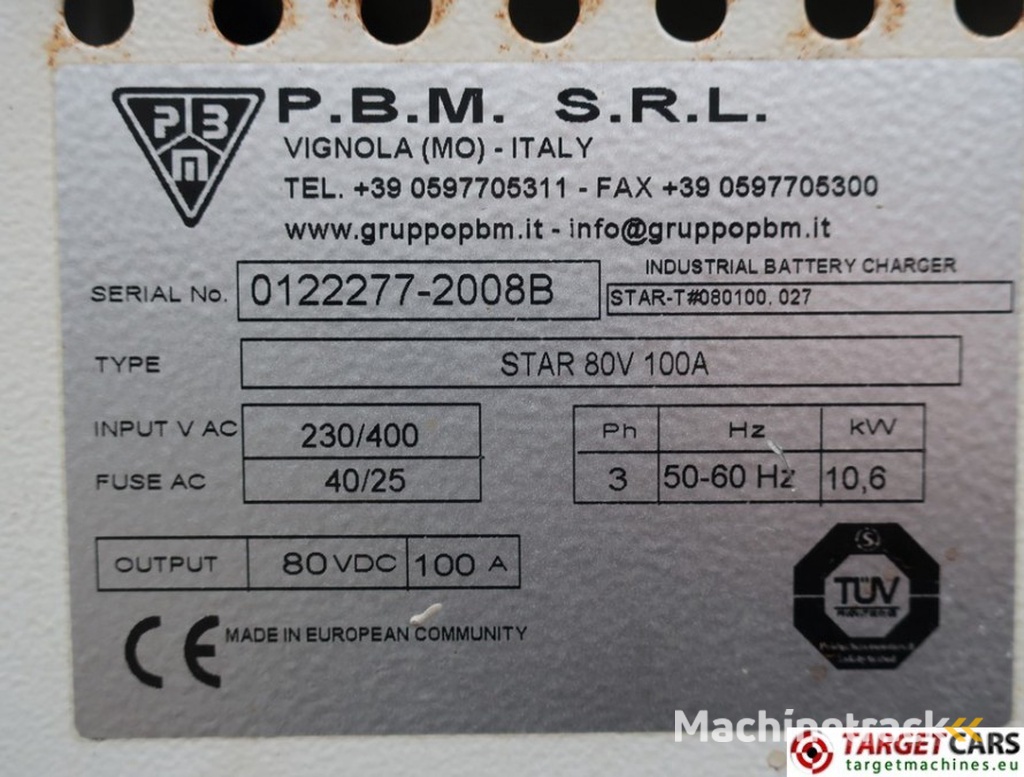 P B M
P.B.M. S.R.L.
VIGNOLA (MO) - ITALY
TEL. +39 0597705311 - FAX +39 0597705300
www.gruppopbm.it - info@gruppopbm.it
INDUSTRIAL BATTERY CHARGER
SERIAL No. 0122277-2008B STAR-T#080100. 027
TYPE STAR 80V 100A
INPUT V AC 230/400 Ph Hz kW
FUSE AC 40/25 3 50-60 Hz 10,6
OUTPUT 80 VDC 100 A
S
TÜV
CE MADE IN EUROPEAN COMMUNITY
Machinetrack
TARGETCARS
targetmachines.eu